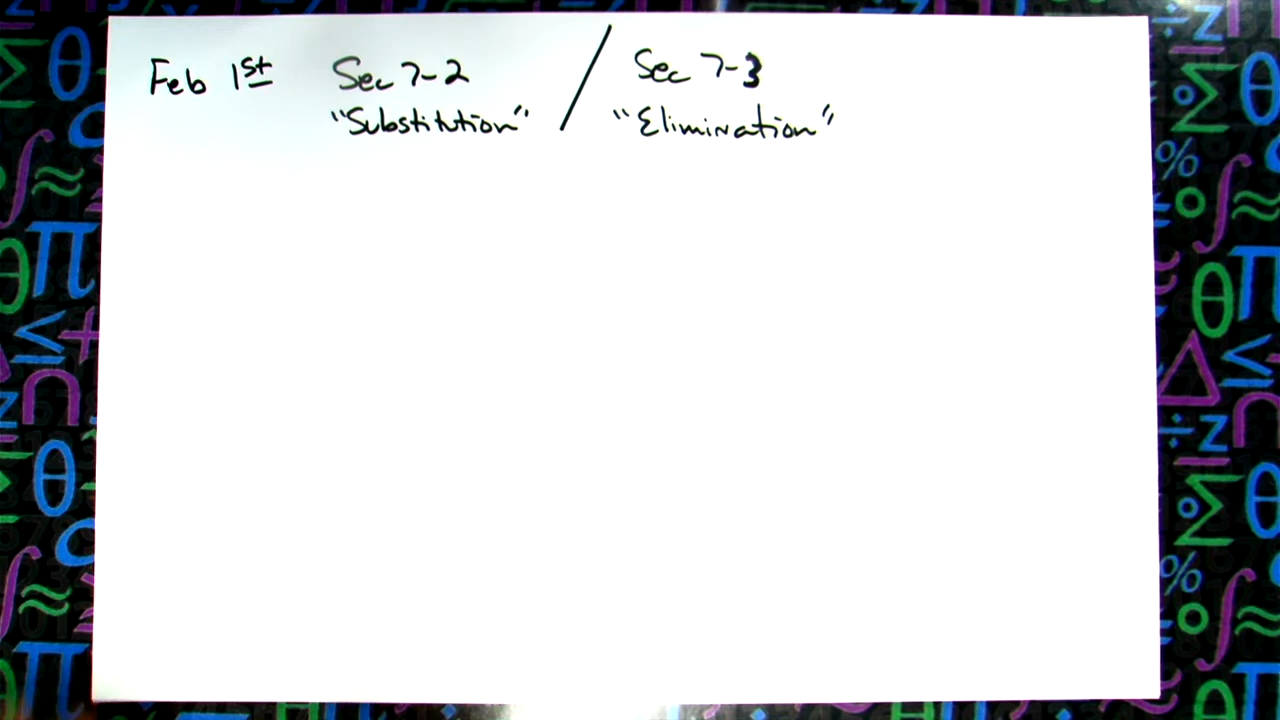 Feb 1st Sec 7-2 / Sec 7-3
"Substitution" "Elimination"